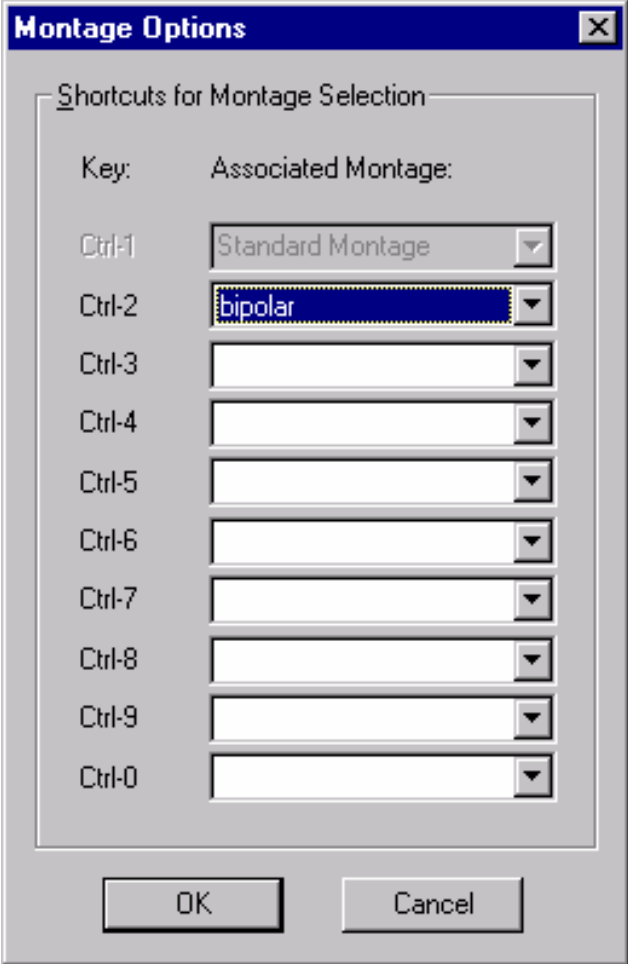 Montage Options
Shortcuts for Montage Selection
Key: Associated Montage:
Ctrl-1 Standard Montage
Ctrl-2 bipolar
Ctrl-3
Ctrl-4
Ctrl-5
Ctrl-6
Ctrl-7
Ctrl-8
Ctrl-9
Ctrl-0
OK Cancel